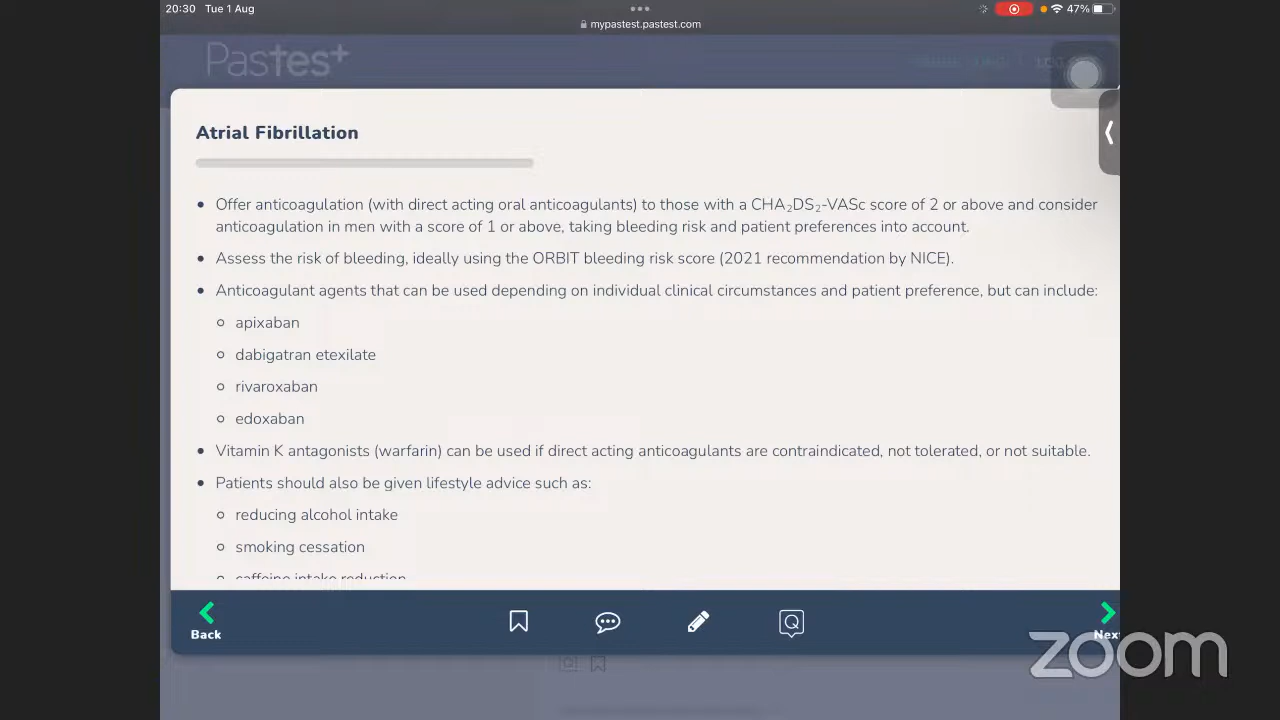 20:30 Tue 1 Aug
47%
mypastest.pastest.com
Pastest+
Atrial Fibrillation
• Offer anticoagulation (with direct acting oral anticoagulants) to those with a CHA₂DS₂-VASc score of 2 or above and consider
anticoagulation in men with a score of 1 or above, taking bleeding risk and patient preferences into account.
• Assess the risk of bleeding, ideally using the ORBIT bleeding risk score (2021 recommendation by NICE).
• Anticoagulant agents that can be used depending on individual clinical circumstances and patient preference, but can include:
apixaban
dabigatran etexilate
rivaroxaban
edoxaban
• Vitamin K antagonists (warfarin) can be used if direct acting anticoagulants are contraindicated, not tolerated, or not suitable.
• Patients should also be given lifestyle advice such as:
reducing alcohol intake
smoking cessation
caffeine intake reduction
Back
Next
zoom